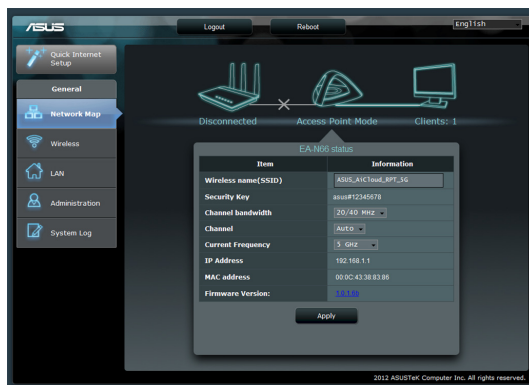 ASUS
Logout
Reboot
English
Quick Internet
Setup
General
Network Map
Wireless
LAN
Administration
System Log
Disconnected
Access Point Mode
Clients: 1
EA-N66 status
Item Information
Wireless name(SSID) ASUS_AiCloud_RPT_5G
Security Key asus#12345678
Channel bandwidth 20/40 MHz
Channel Auto
Current Frequency 5 GHz
IP Address 192.168.1.1
MAC address 00:0C:43:38:83:86
Firmware Version: 1.0.1.6b
Apply
2012 ASUSTeK Computer Inc. All rights reserved.